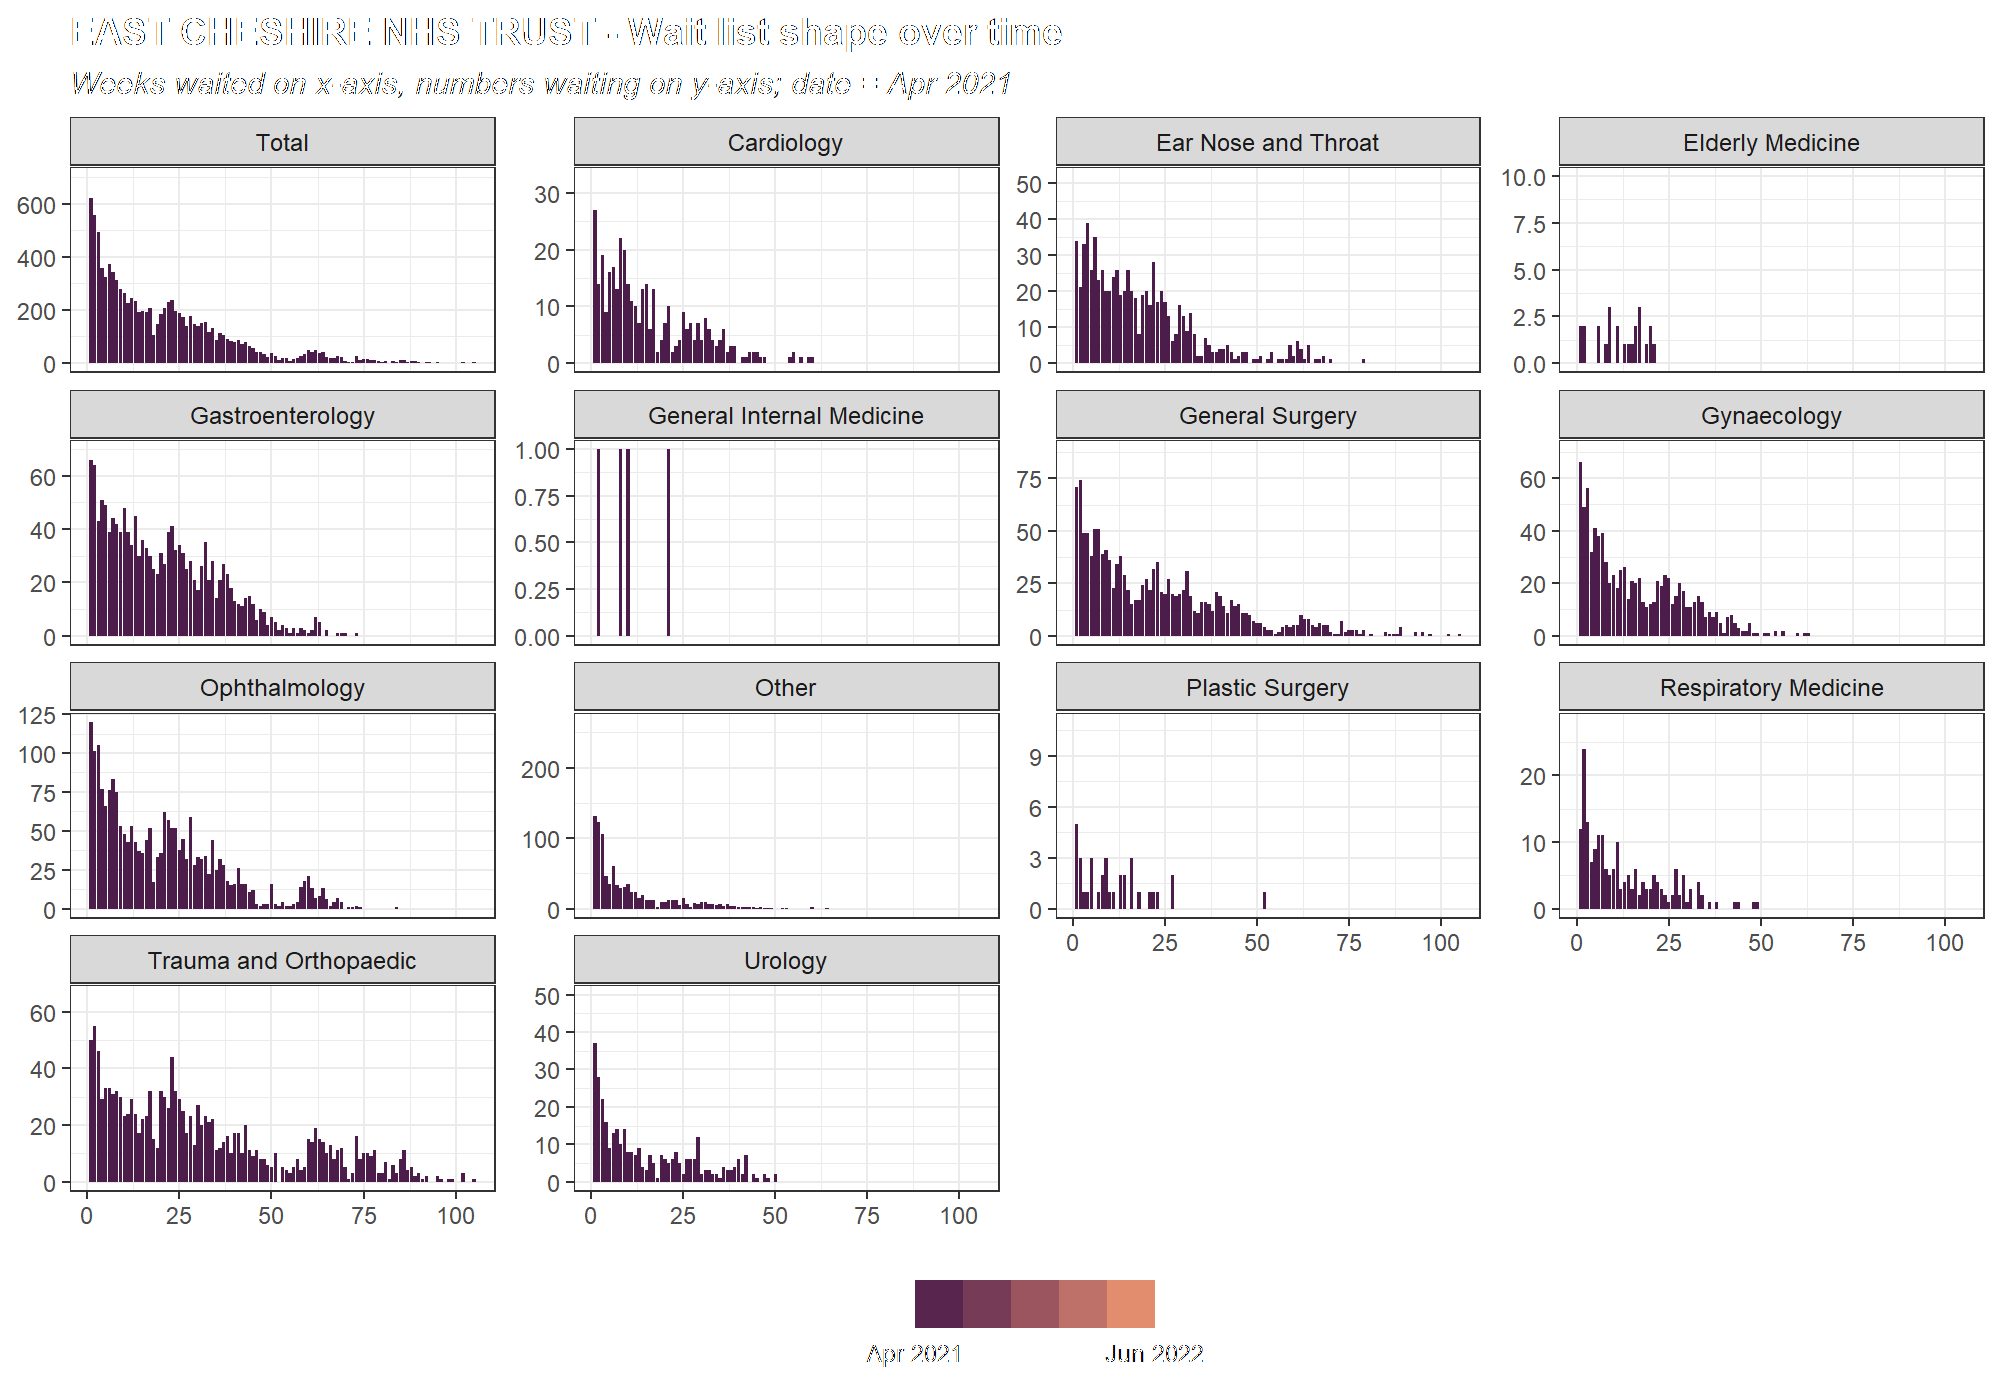 EAST CHESHIRE NHS TRUST - Wait list shape over time
Weeks waited on x-axis, numbers waiting on y-axis; date = Apr 2021
Total
Cardiology
Ear Nose and Throat
Elderly Medicine
600
400
200
0
30
20
10
0
50
40
30
20
10
0
10.0
7.5
5.0
2.5
0.0
Gastroenterology
General Internal Medicine
General Surgery
Gynaecology
60
40
20
0
1.00
0.75
0.50
0.25
0.00
75
50
25
0
60
40
20
0
Ophthalmology
Other
Plastic Surgery
Respiratory Medicine
125
100
75
50
25
0
200
100
0
9
6
3
0
20
10
0
0 25 50 75 100
0 25 50 75 100
Trauma and Orthopaedic
Urology
60
40
20
0
50
40
30
20
10
0
0 25 50 75 100
0 25 50 75 100
Apr 2021 Jun 2022